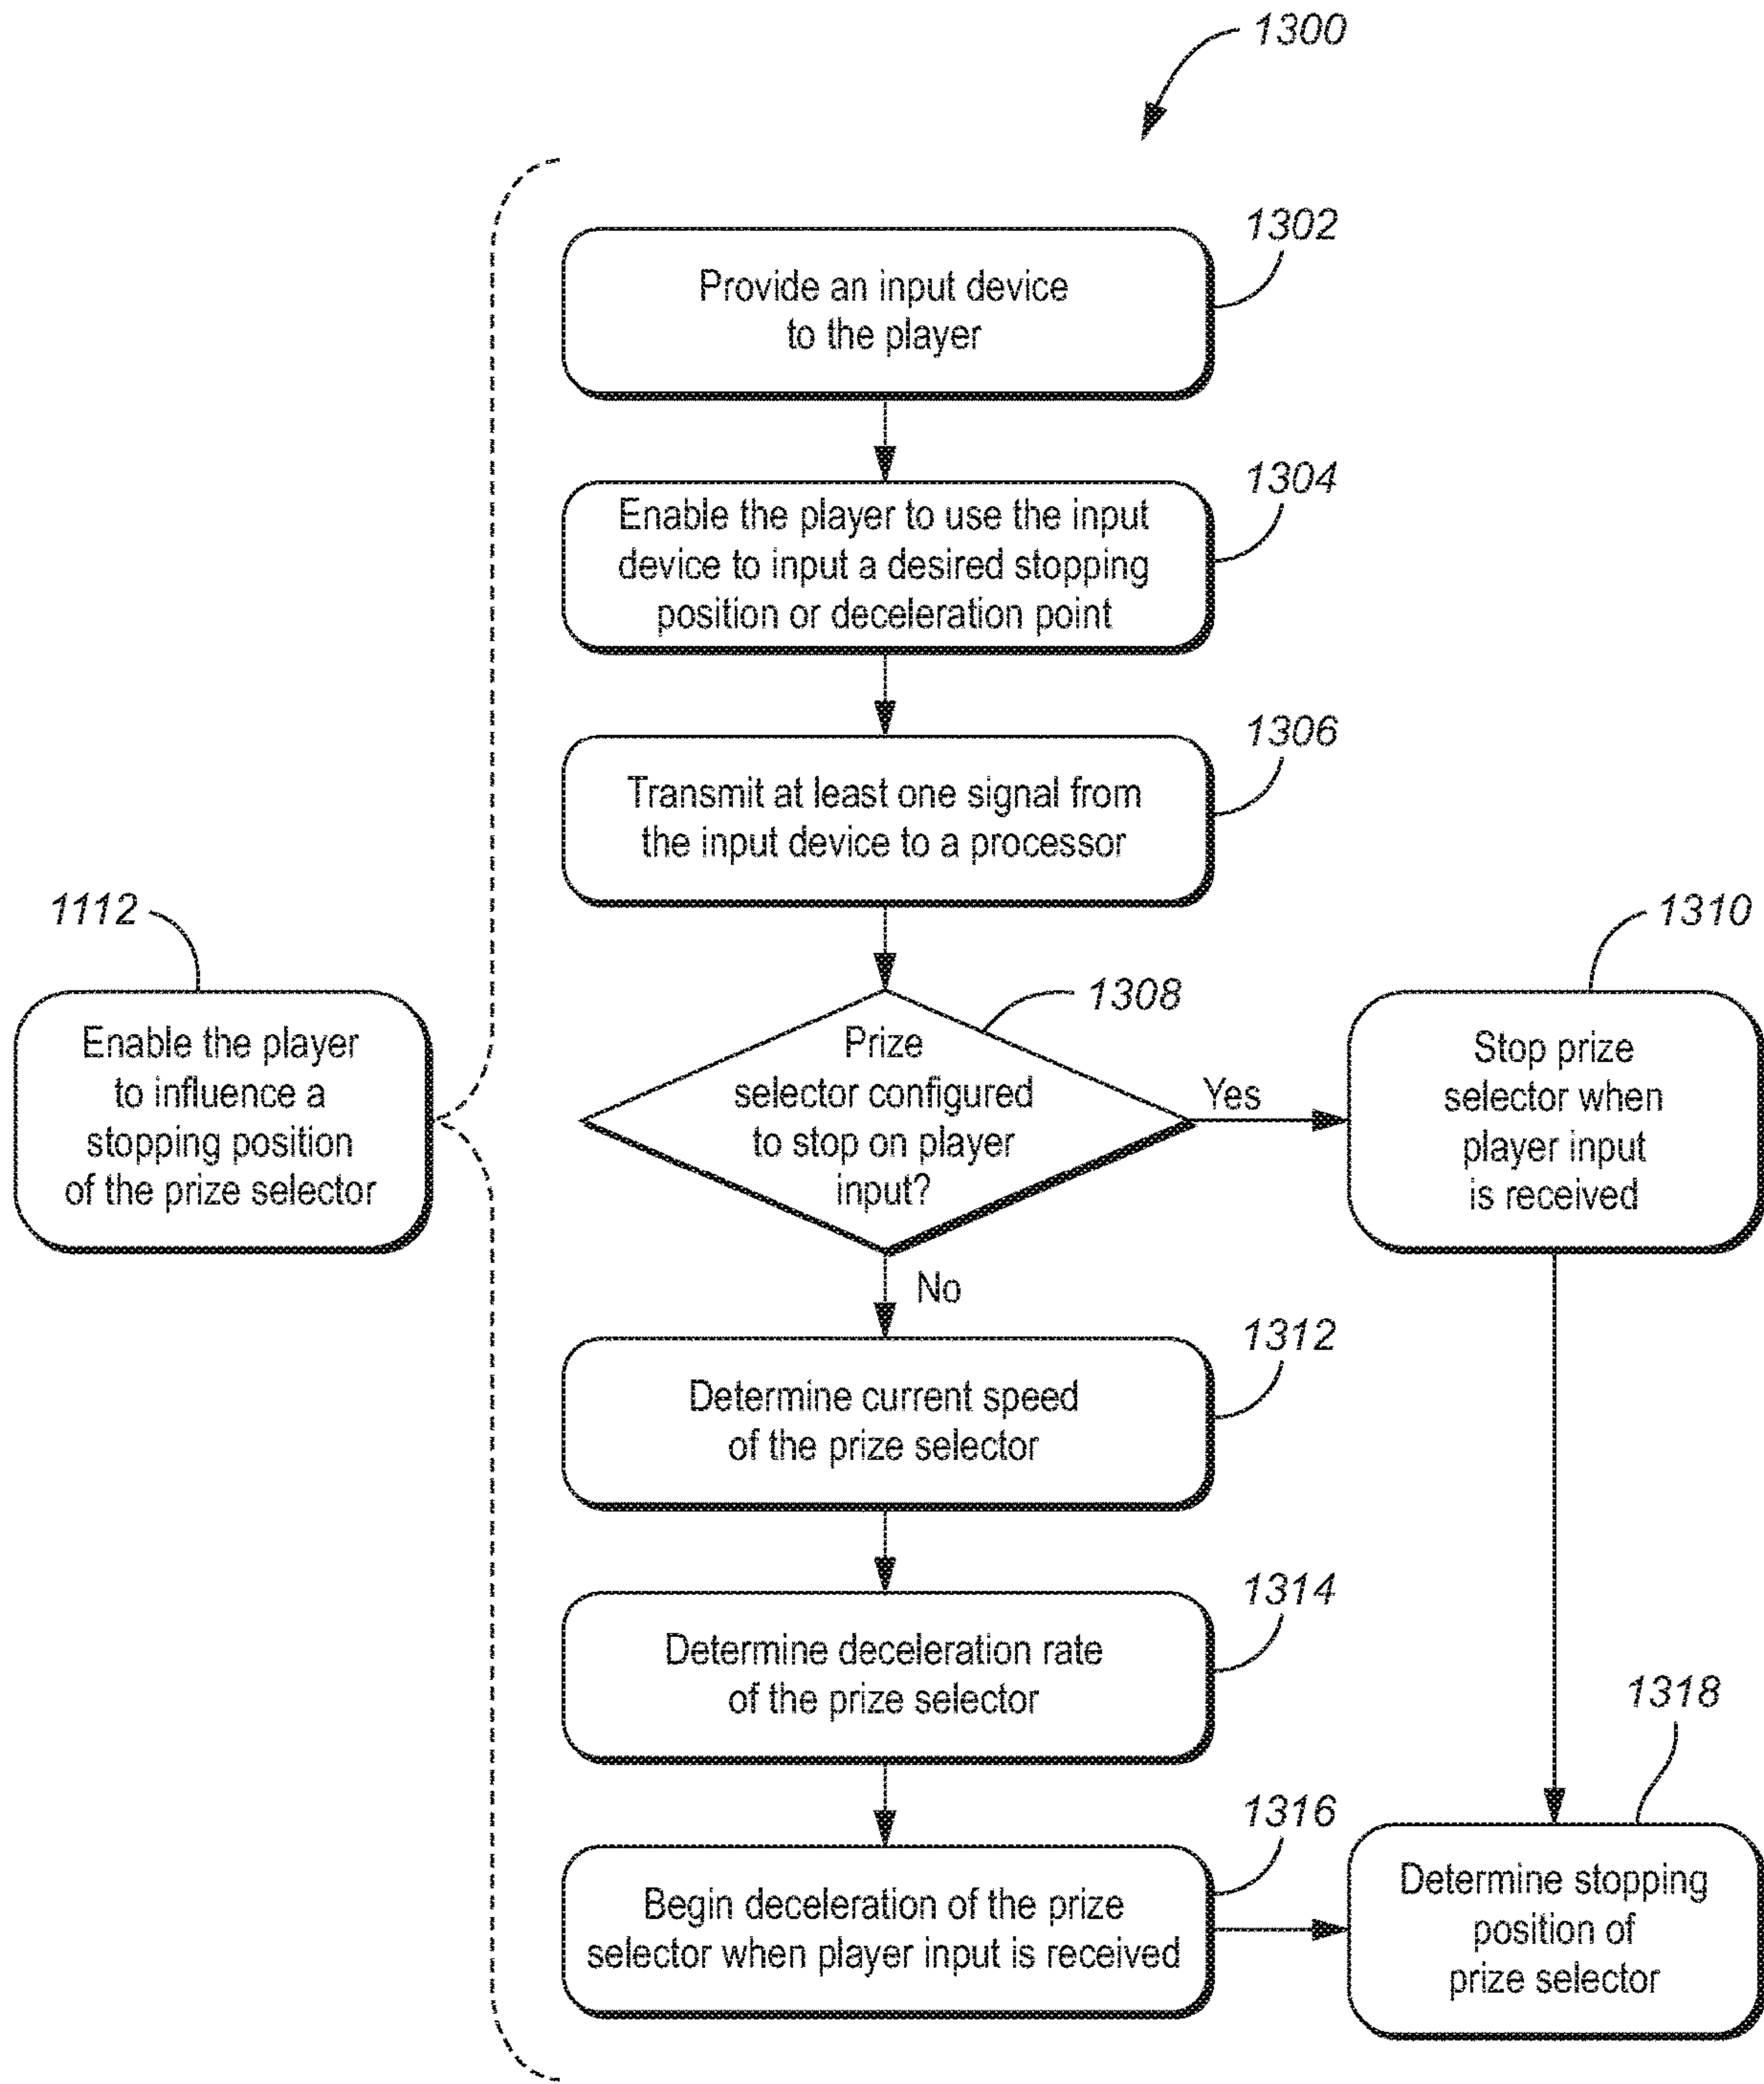 1300
1302
Provide an input device
to the player
1304
Enable the player to use the input
device to input a desired stopping
position or deceleration point
1306
Transmit at least one signal from
the input device to a processor
1112
Enable the player
to influence a
stopping position
of the prize selector
1308
Prize
selector configured
to stop on player
input?
Yes
1310
Stop prize
selector when
player input
is received
No
1312
Determine current speed
of the prize selector
1314
Determine deceleration rate
of the prize selector
1316
Begin deceleration of the prize
selector when player input is received
1318
Determine stopping
position of
prize selector